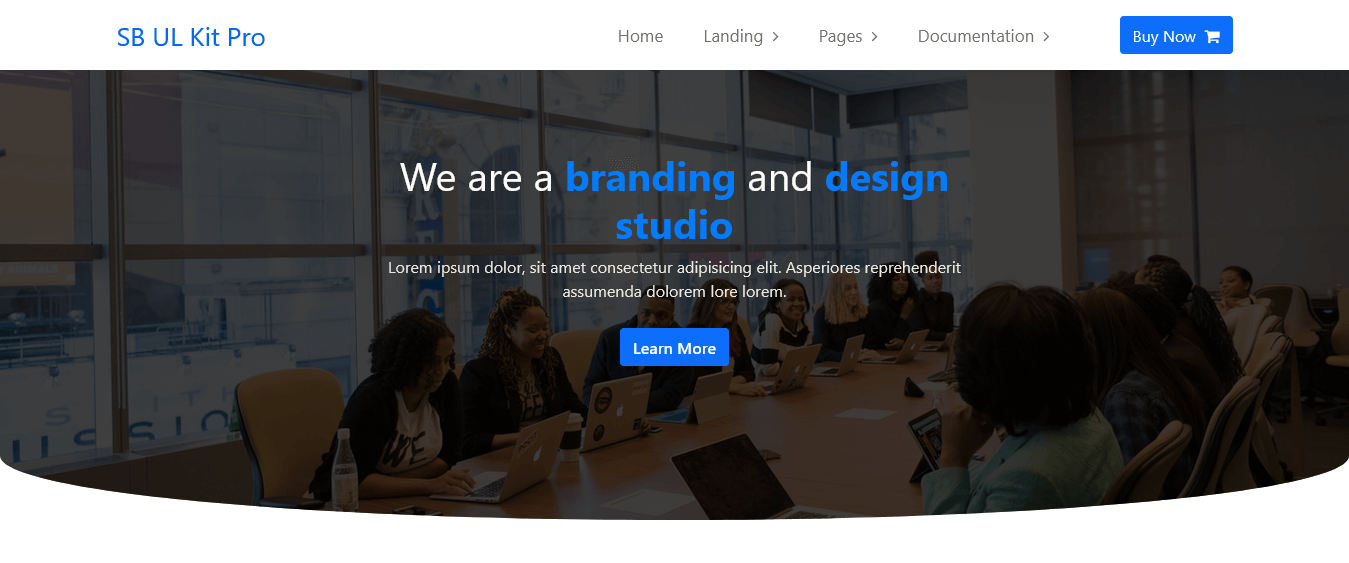 SB UL Kit Pro
Home Landing Pages Documentation Buy Now
We are a branding and design
studio
Lorem ipsum dolor, sit amet consectetur adipisicing elit. Asperiores reprehenderit
assumenda dolorem lore lorem.
Learn More